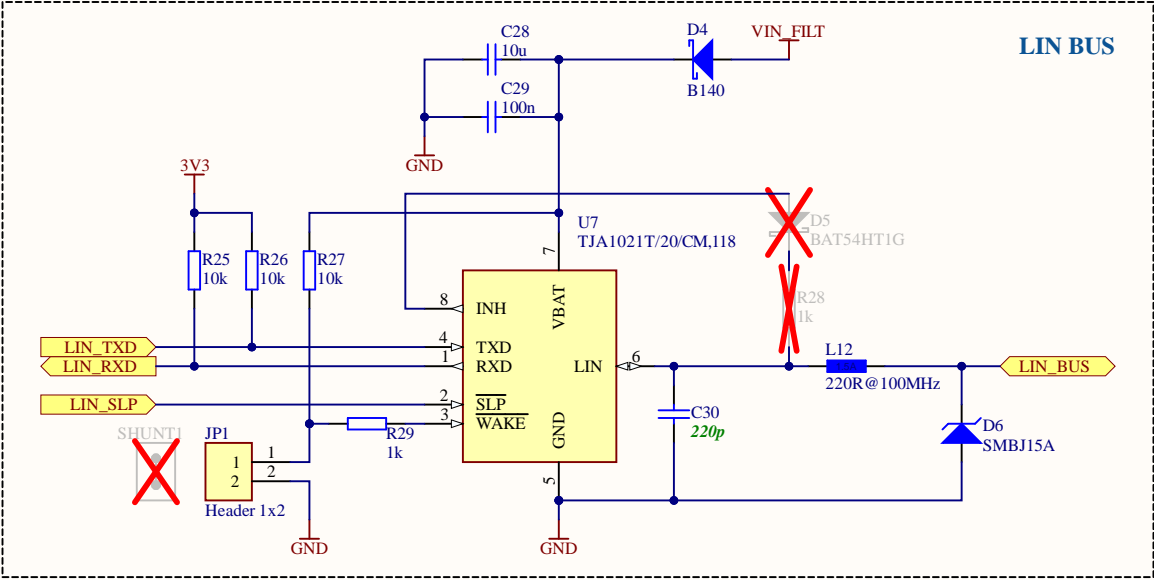 C28
10u
D4
VIN_FILT
LIN BUS
C29
100n
B140
GND
3V3
U7
TJA1021T/20/CM,118
D5
BAT54HT1G
7
R25
10k
R26
10k
R27
10k
8
INH
VBAT
R28
1k
LIN_TXD
4
TXD
LIN_RXD
1
RXD
LIN
6
L12
220R@100MHz
LIN_BUS
LIN_SLP
2
SLP
3
WAKE
GND
C30
220p
D6
SMBJ15A
SHUNT1
JP1
R29
1k
1
1
2
2
5
Header 1x2
GND
GND